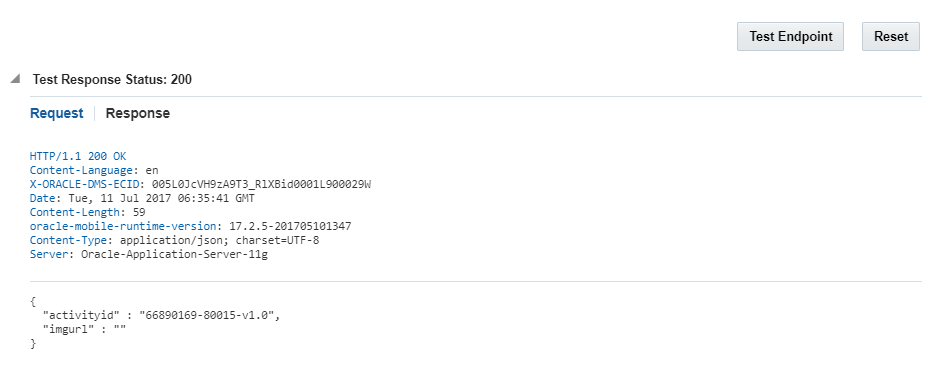 Test Endpoint Reset
Test Response Status: 200
Request Response
HTTP/1.1 200 OK
Content-Language: en
X-ORACLE-DMS-ECID: 005L0JcVH9zA9T3_RlXBid0001L900029W
Date: Tue, 11 Jul 2017 06:35:41 GMT
Content-Length: 59
oracle-mobile-runtime-version: 17.2.5-201705101347
Content-Type: application/json; charset=UTF-8
Server: Oracle-Application-Server-11g
{
  "activityid" : "66890169-80015-v1.0",
  "imgurl" : ""
}